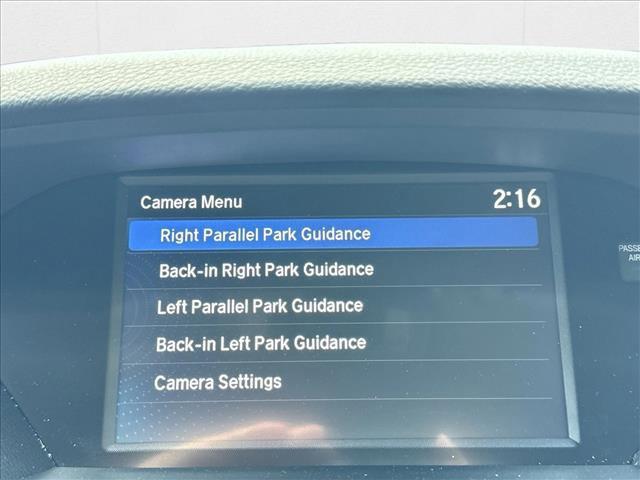 Camera Menu 2:16
Right Parallel Park Guidance
Back-in Right Park Guidance
Left Parallel Park Guidance
Back-in Left Park Guidance
Camera Settings
AIR